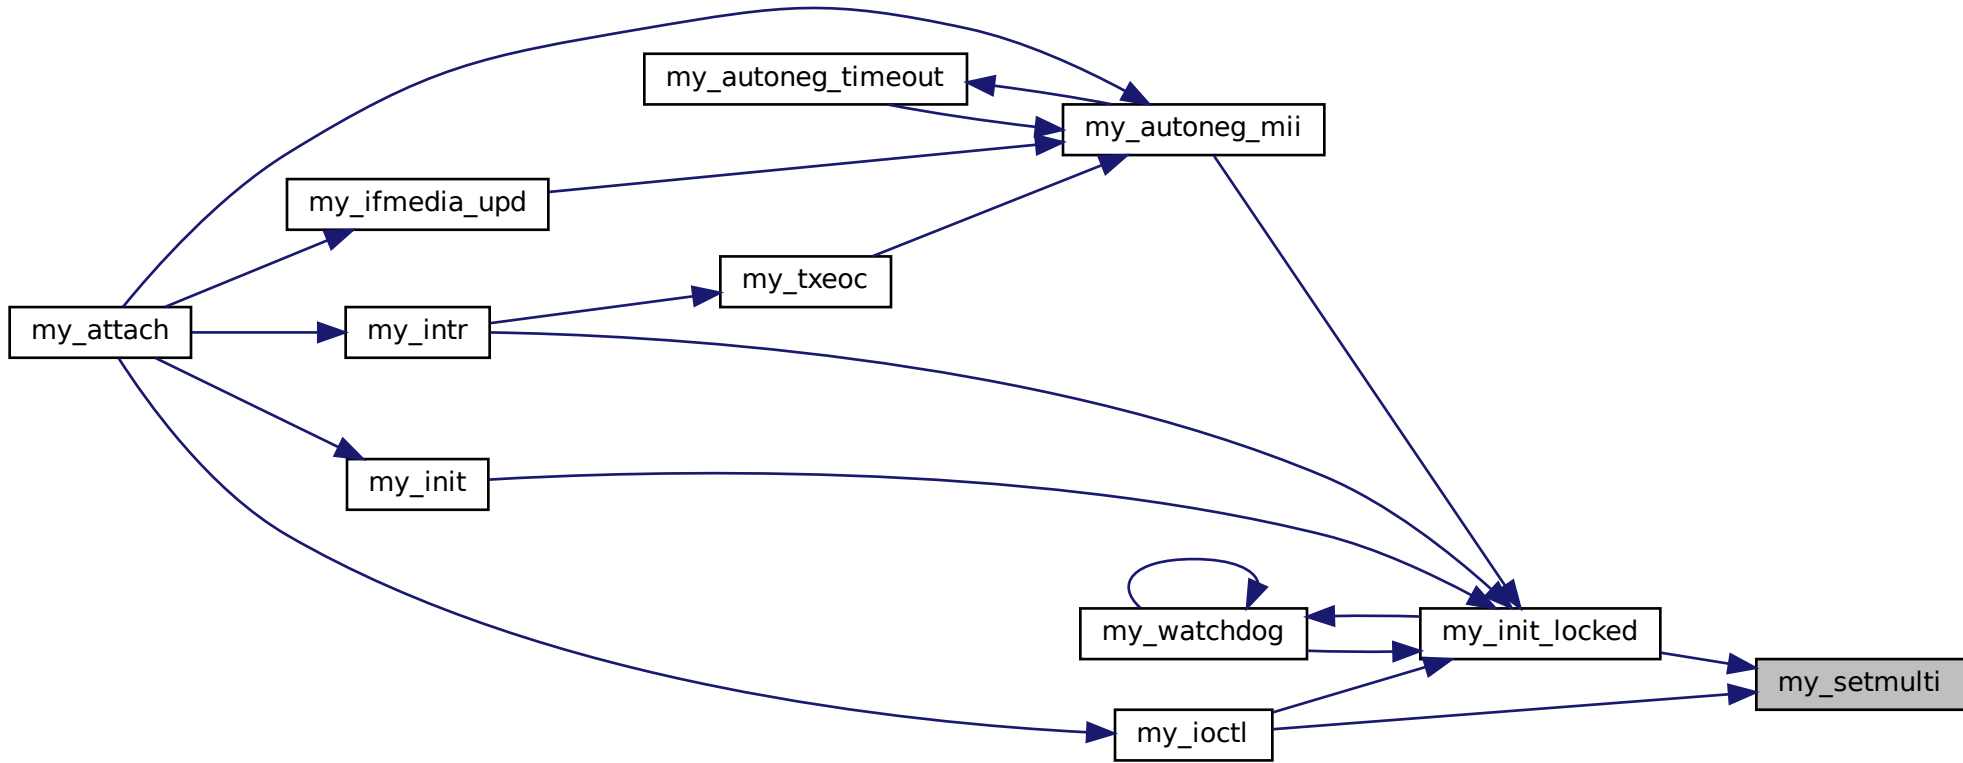 my_autoneg_timeout
my_autoneg_mii
my_ifmedia_upd
my_txeoc
my_attach
my_intr
my_init
my_watchdog
my_init_locked
my_setmulti
my_ioctl